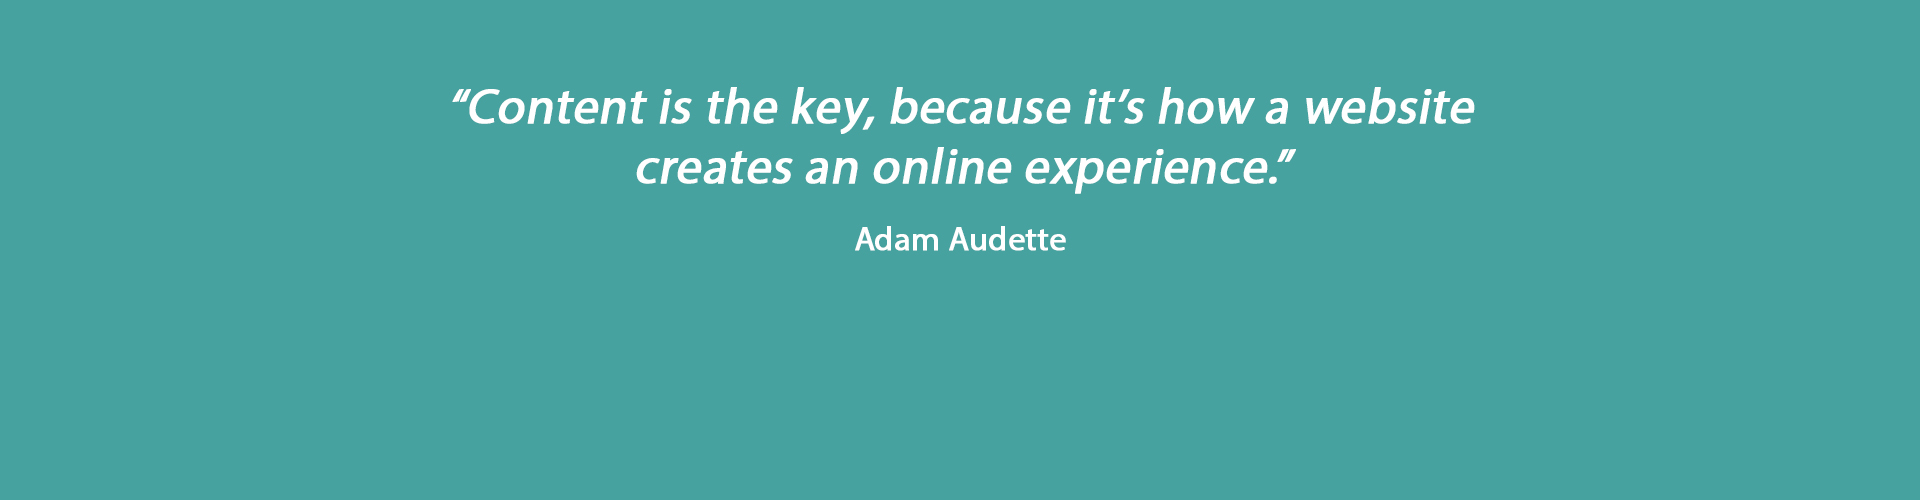 “Content is the key, because it’s how a website
creates an online experience.”
Adam Audette